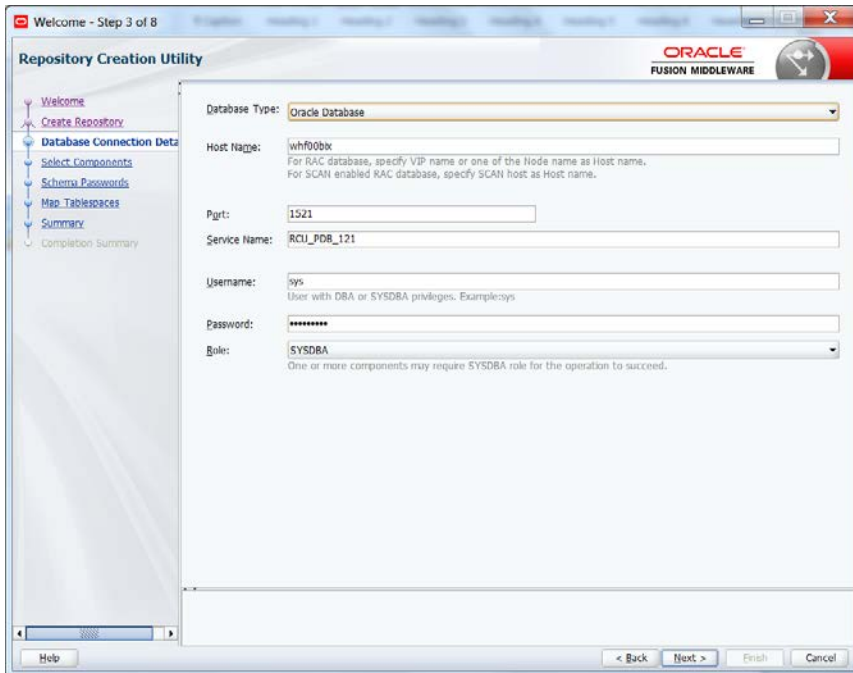 Welcome - Step 3 of 8
Repository Creation Utility
ORACLE
FUSION MIDDLEWARE
Welcome
Create Repository
Database Connection Deta
Select Components
Schema Passwords
Map Tablespaces
Summary
Completion Summary
Database Type: Oracle Database
Host Name: whf00bix
For RAC database, specify VIP name or one of the Node name as Host name.
For SCAN enabled RAC database, specify SCAN host as Host name.
Port: 1521
Service Name: RCU_PDB_121
Username: sys
User with DBA or SYSDBA privileges. Example:sys
Password: •••••••••
Role: SYSDBA
One or more components may require SYSDBA role for the operation to succeed.
Help
< Back
Next >
Finish
Cancel